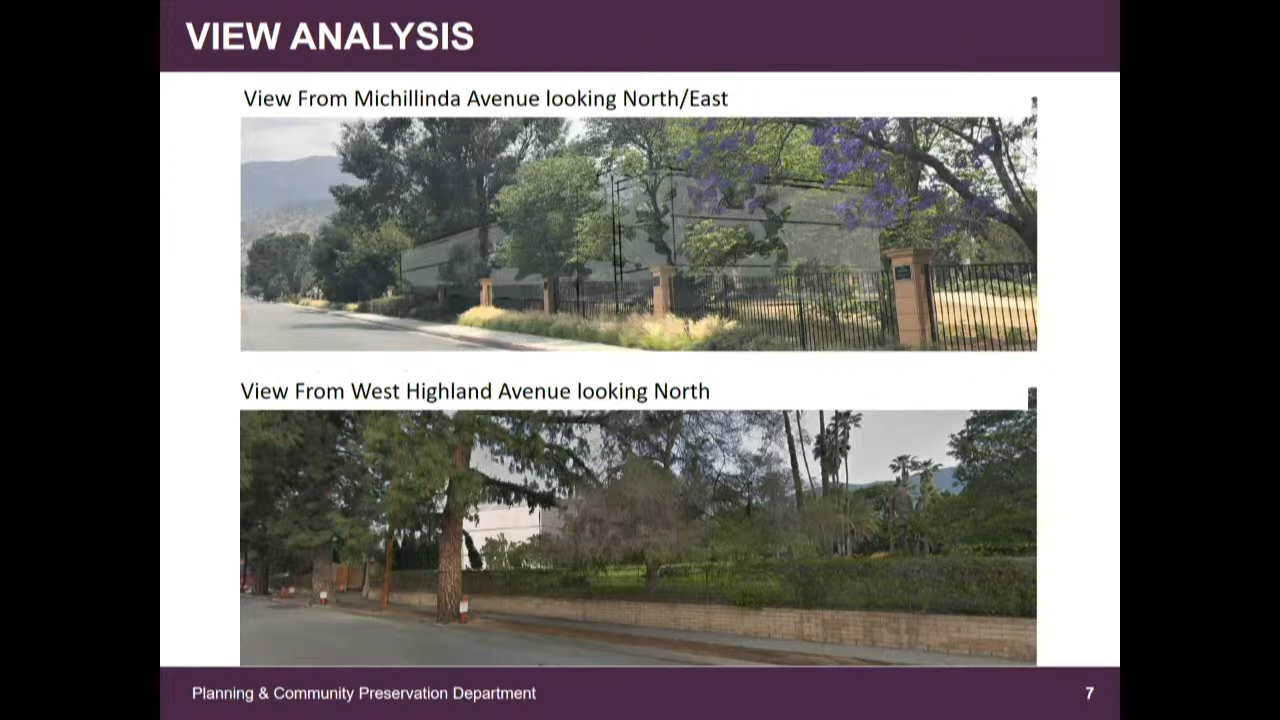 VIEW ANALYSIS
View From Michillinda Avenue looking North/East
View From West Highland Avenue looking North
Planning & Community Preservation Department
7